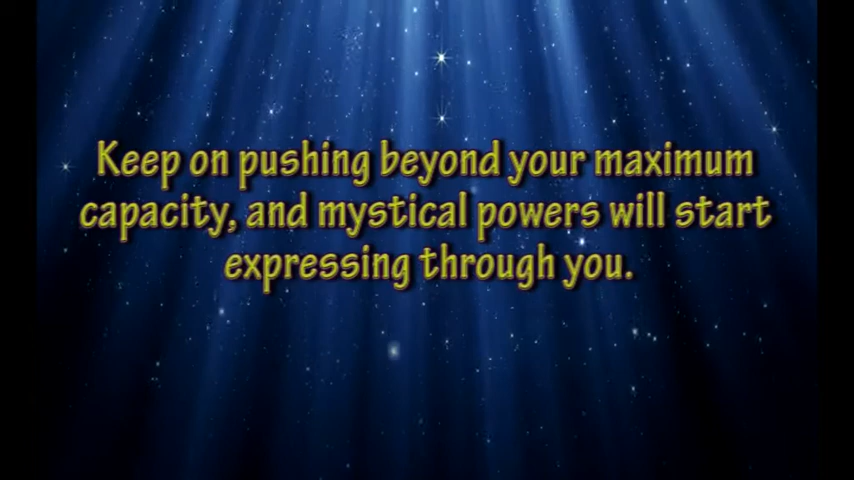 Keep on pushing beyond your maximum
capacity, and mystical powers will start
expressing through you.